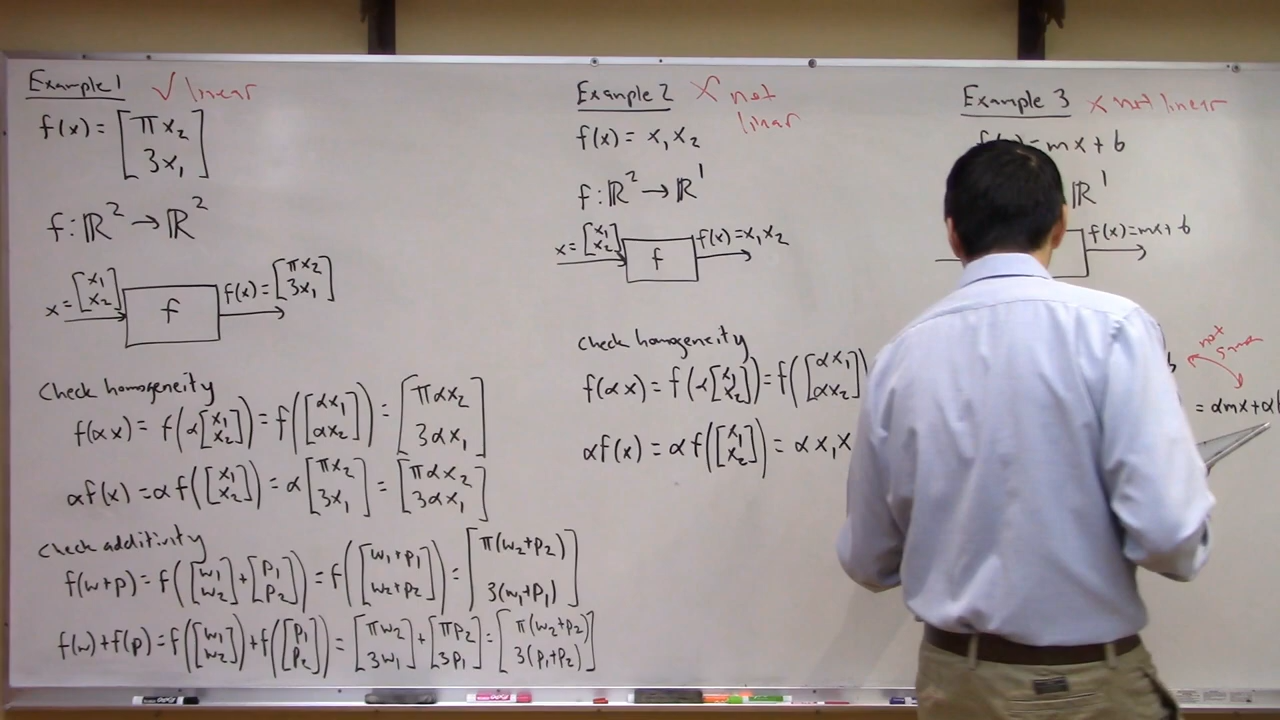 Example 1 ✓ linear
f(x) = [πx₂ 3x₁]
f: ℝ² → ℝ²
x = [x₁ x₂] f f(x) = [πx₂ 3x₁]
Check homogeneity
f(αx) = f(α[x₁ x₂]) = f([αx₁ αx₂]) = [παx₂ 3αx₁]
αf(x) = αf([x₁ x₂]) = α[πx₂ 3x₁] = [παx₂ 3αx₁]
Check additivity
f(w+p) = f([w₁ w₂] + [p₁ p₂]) = f([w₁+p₁ w₂+p₂]) = [π(w₂+p₂) 3(w₁+p₁)]
f(w)+f(p) = f([w₁ w₂]) + f([p₁ p₂]) = [πw₂ 3w₁] + [πp₂ 3p₁] = [π(w₂+p₂) 3(p₁+p₂)]
Example 2 X not
linar
f(x) = x₁x₂
f: ℝ² → ℝ¹
x = [x₁ x₂] f f(x) = x₁x₂
Check homogeneity
f(αx) = f(α[x₁ x₂]) = f([αx₁ αx₂])
αf(x) = αf([x₁ x₂]) = αx₁x
Example 3 x not linear
= mx + b
ℝ¹
f(x) = mx + b
not
same
b
= αmx + αb